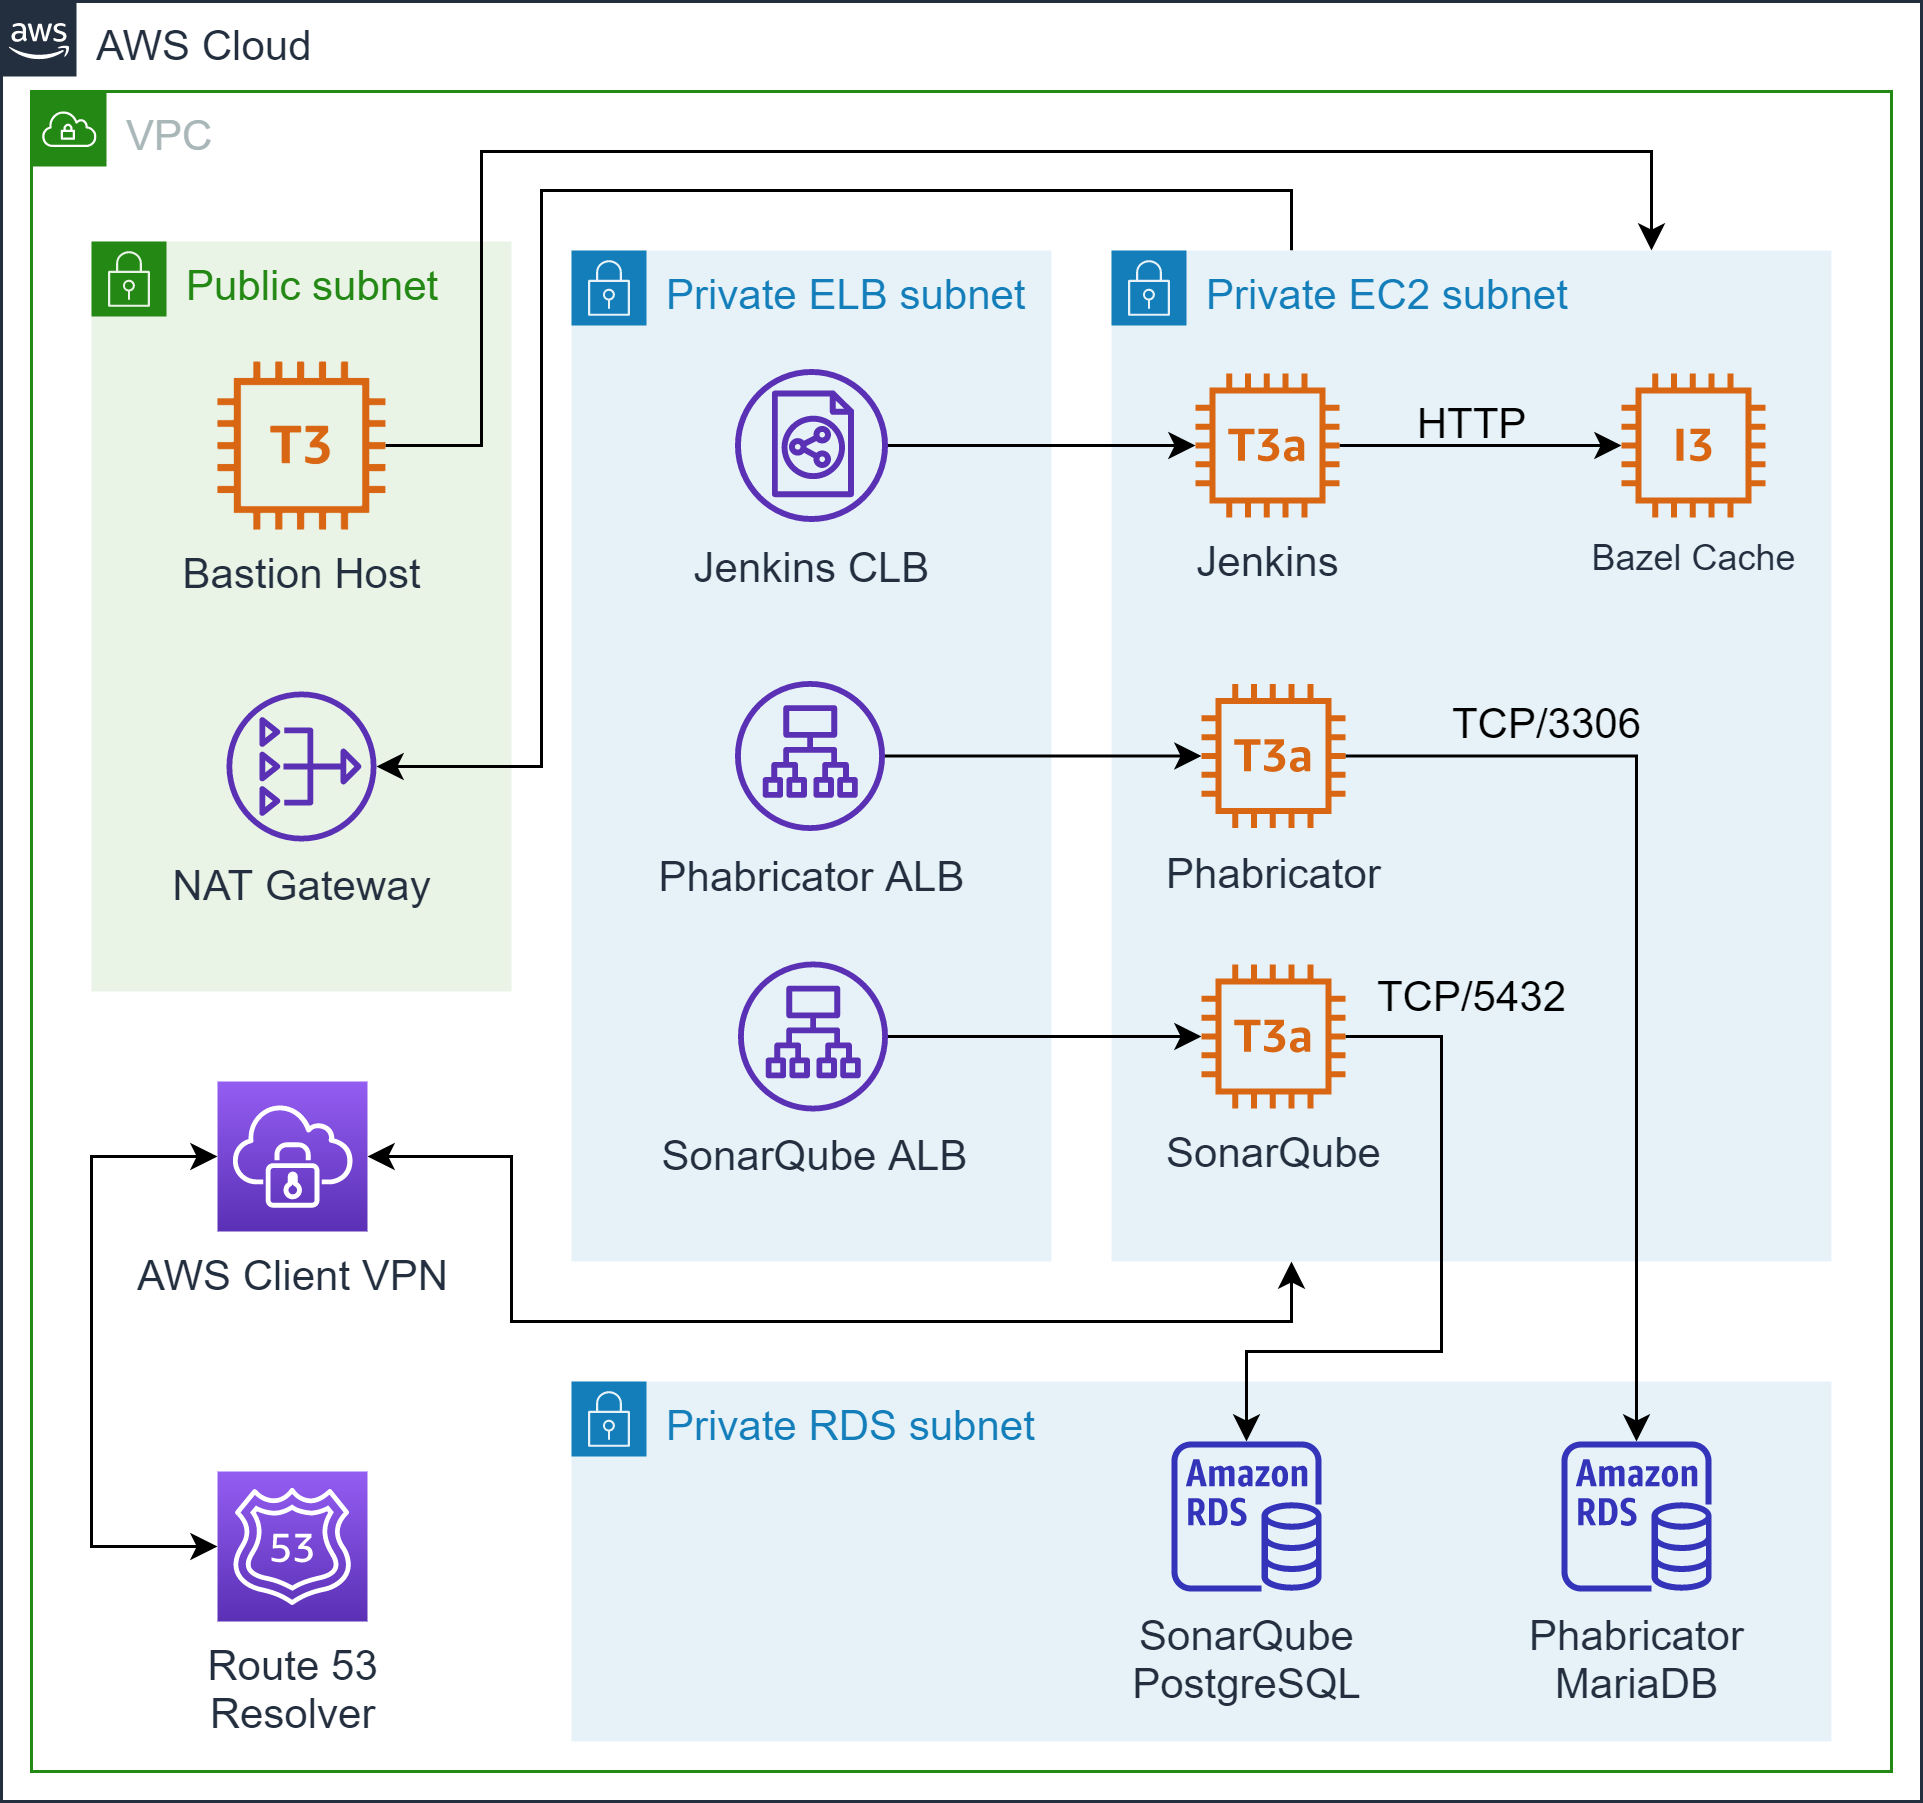 aws
AWS Cloud
VPC
Public subnet
Private ELB subnet
Private EC2 subnet
T3
T3a
HTTP
I3
Bastion Host
Jenkins CLB
Jenkins
Bazel Cache
T3a
TCP/3306
NAT Gateway
Phabricator ALB
Phabricator
T3a
TCP/5432
SonarQube ALB
SonarQube
AWS Client VPN
Private RDS subnet
53
Route 53
Resolver
Amazon
RDS
SonarQube
PostgreSQL
Amazon
RDS
Phabricator
MariaDB